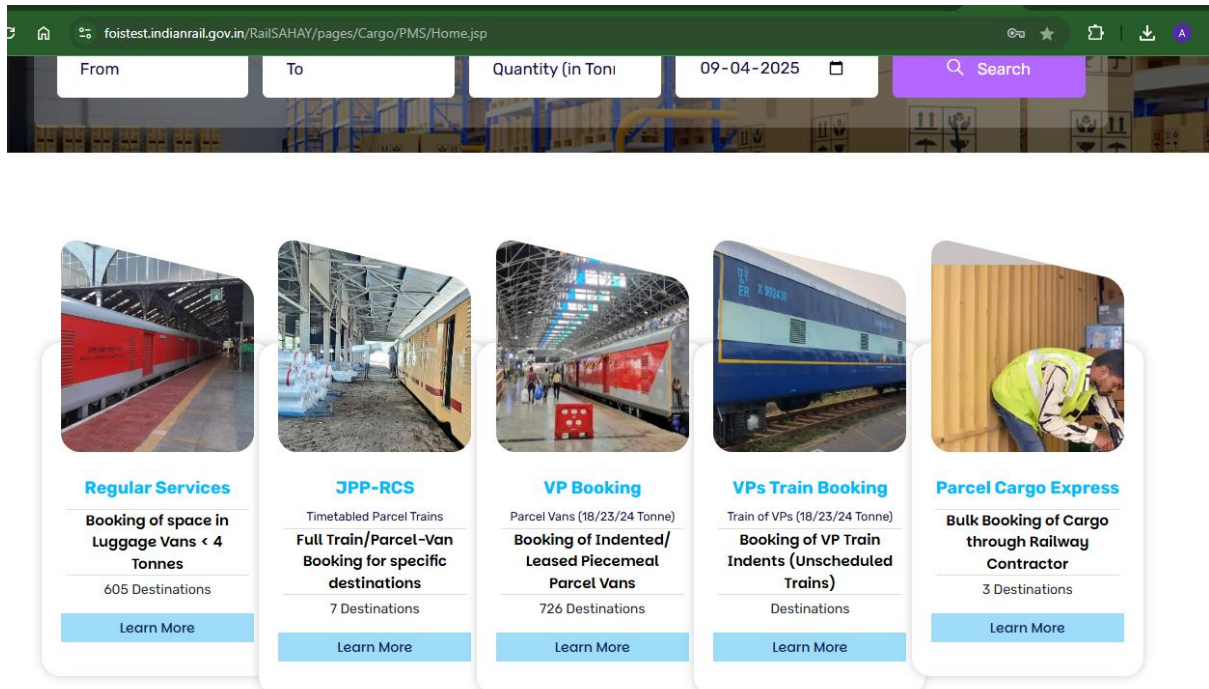 foistest.indianrail.gov.in/RailSAHAY/pages/Cargo/PMS/Home.jsp
A
From
To
Quantity (in Ton
09-04-2025
Search
Regular Services
Booking of space in
Luggage Vans < 4
Tonnes
605 Destinations
Learn More
JPP-RCS
Timetabled Parcel Trains
Full Train/Parcel-Van
Booking for specific
destinations
7 Destinations
Learn More
ER X 992430
VP Booking
Parcel Vans (18/23/24 Tonne)
Booking of Indented/
Leased Piecemeal
Parcel Vans
726 Destinations
Learn More
VPs Train Booking
Train of VPs (18/23/24 Tonne)
Booking of VP Train
Indents (Unscheduled
Trains)
Destinations
Learn More
Parcel Cargo Express
Bulk Booking of Cargo
through Railway
Contractor
3 Destinations
Learn More